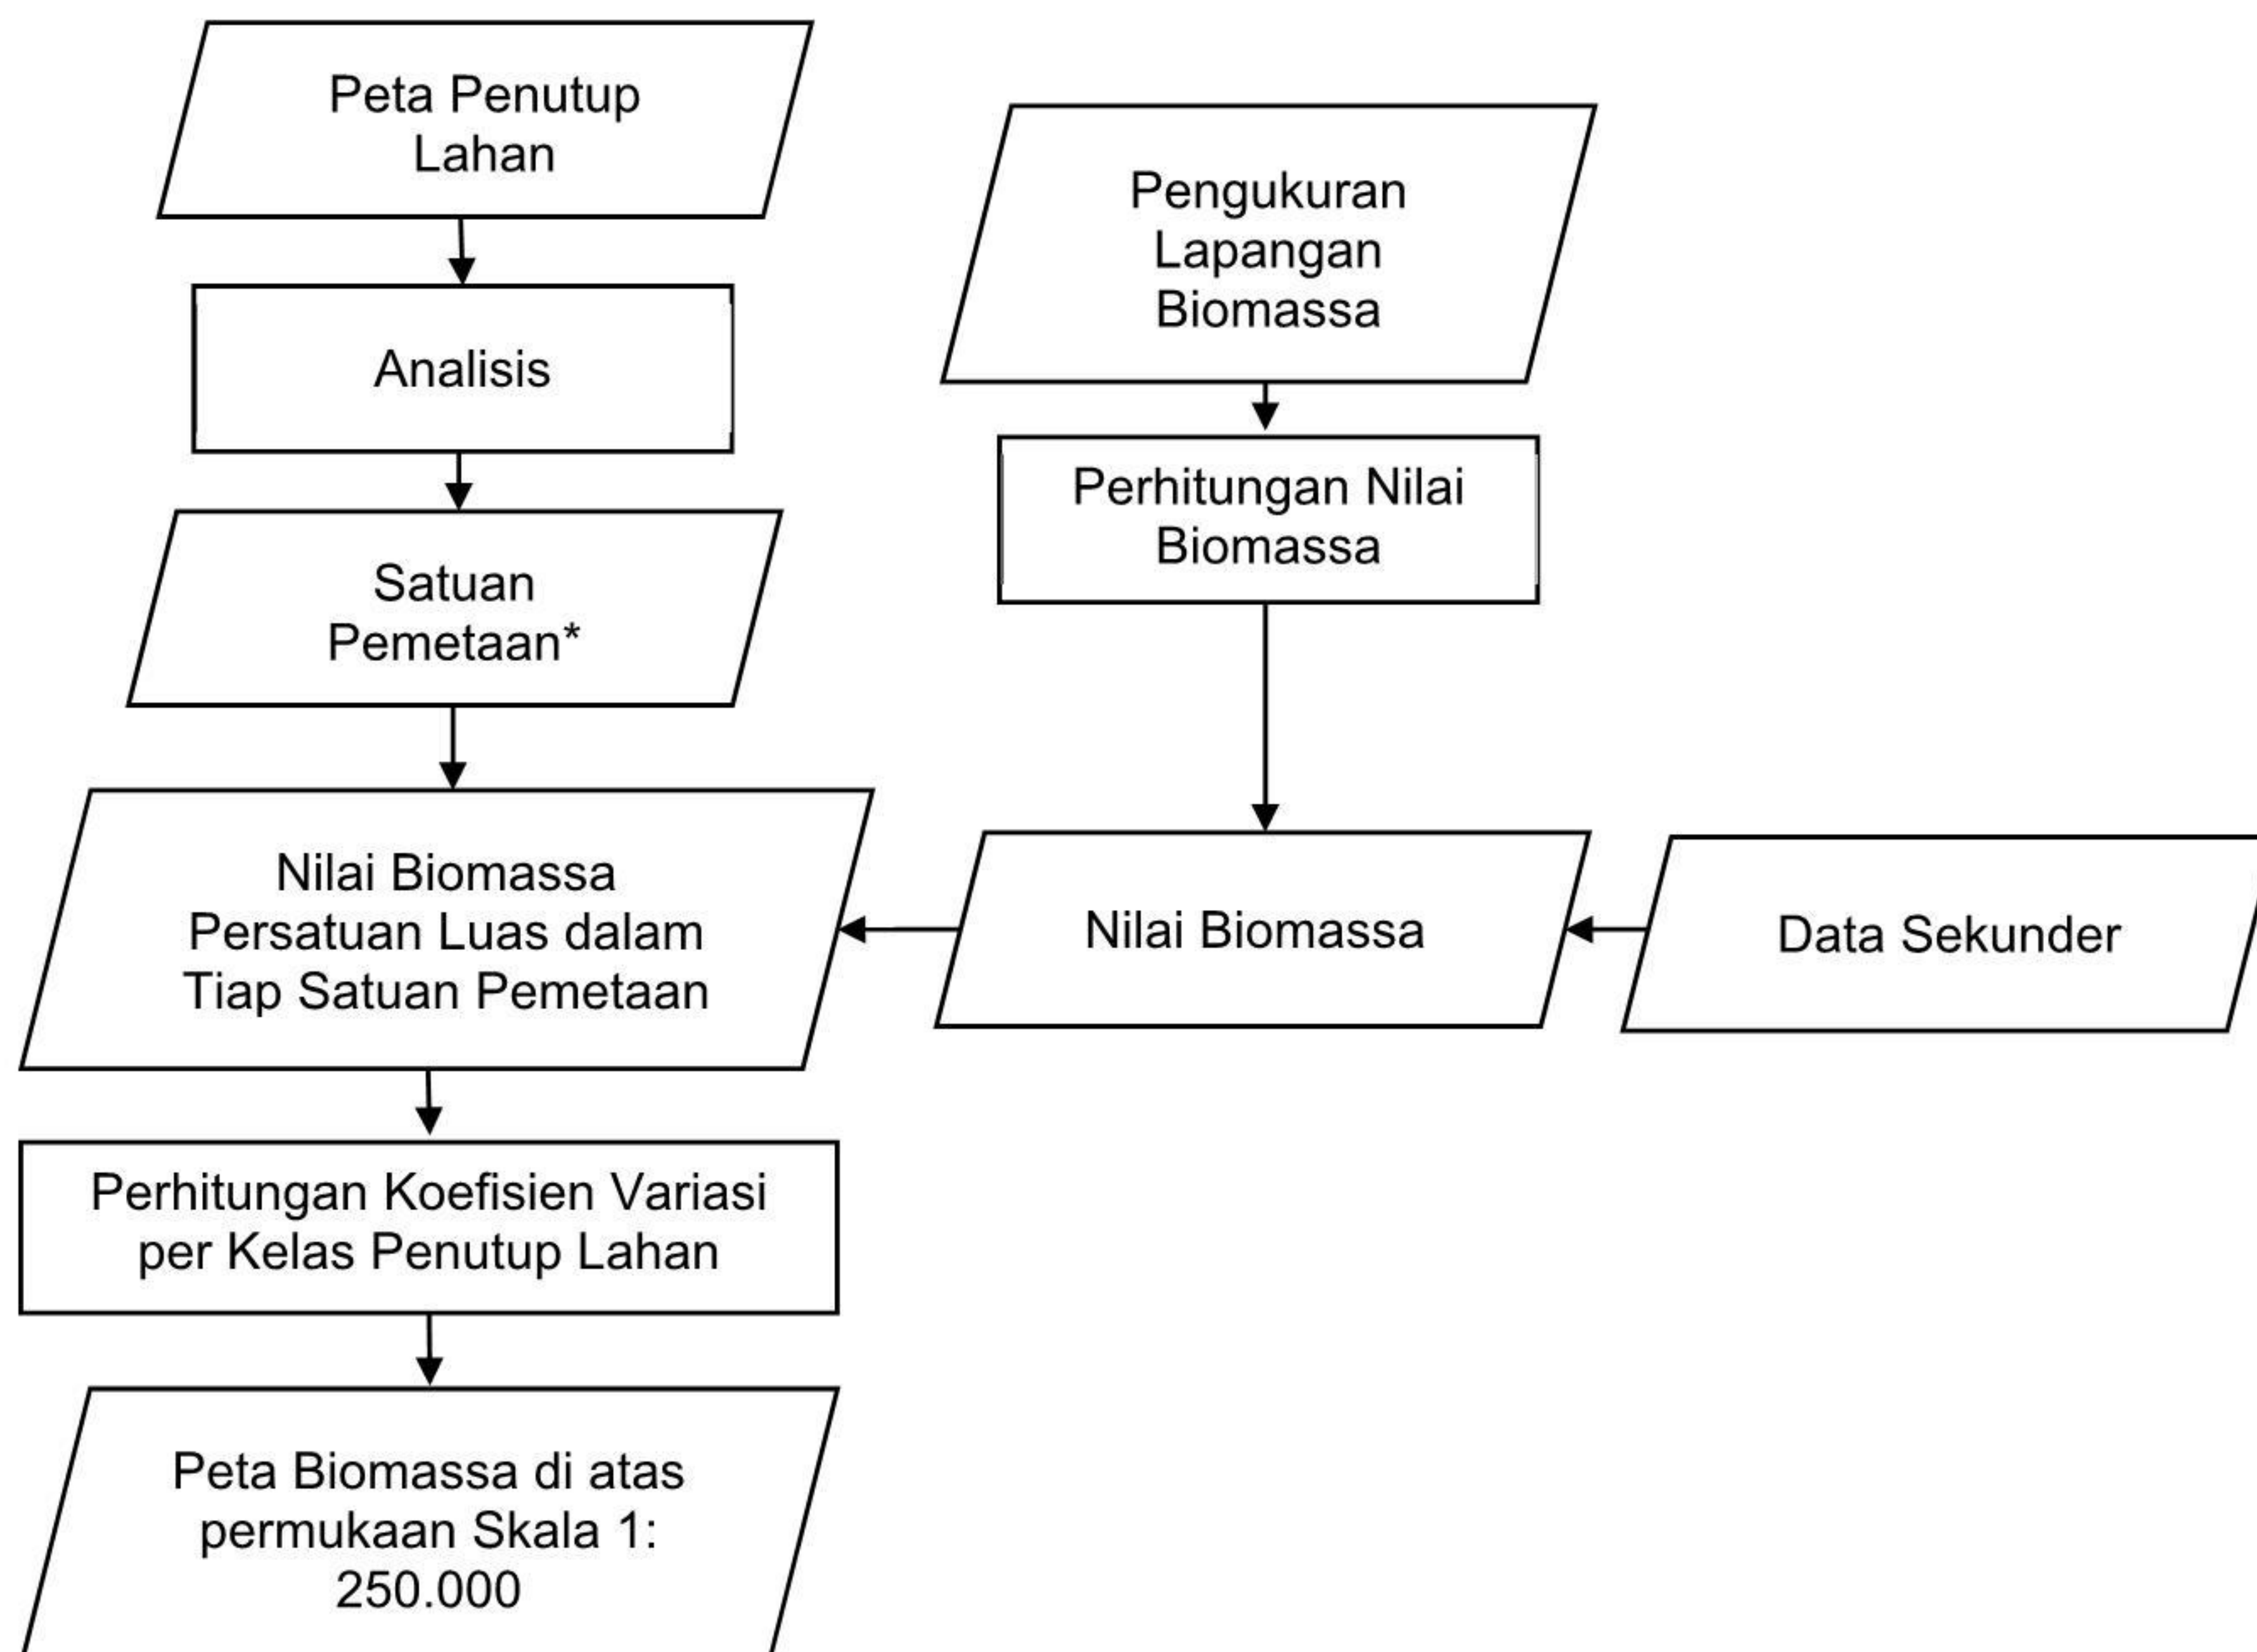 Peta Penutup
Lahan
Analisis
Satuan
Pemetaan*
Pengukuran
Lapangan
Biomassa
Perhitungan Nilai
Biomassa
Nilai Biomassa
Persatuan Luas dalam
Tiap Satuan Pemetaan
Nilai Biomassa
Data Sekunder
Perhitungan Koefisien Variasi
per Kelas Penutup Lahan
Peta Biomassa di atas
permukaan Skala 1:
250.000